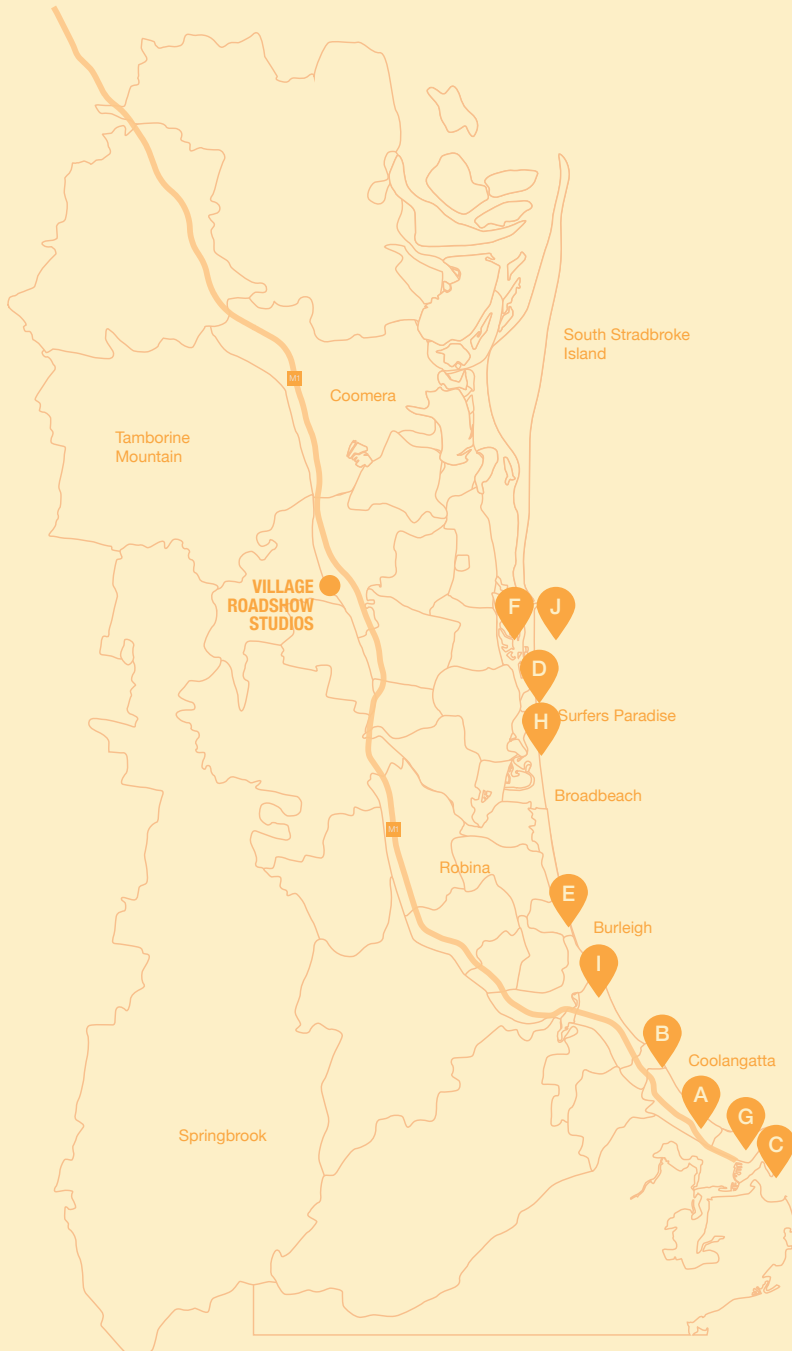 South Stradbroke
Island
M1
Coomera
Tamborine
Mountain
VILLAGE
ROADSHOW
STUDIOS
F
J
D
H
Surfers Paradise
Broadbeach
M1
Robina
E
Burleigh
I
B
Coolangatta
A
G
C
Springbrook